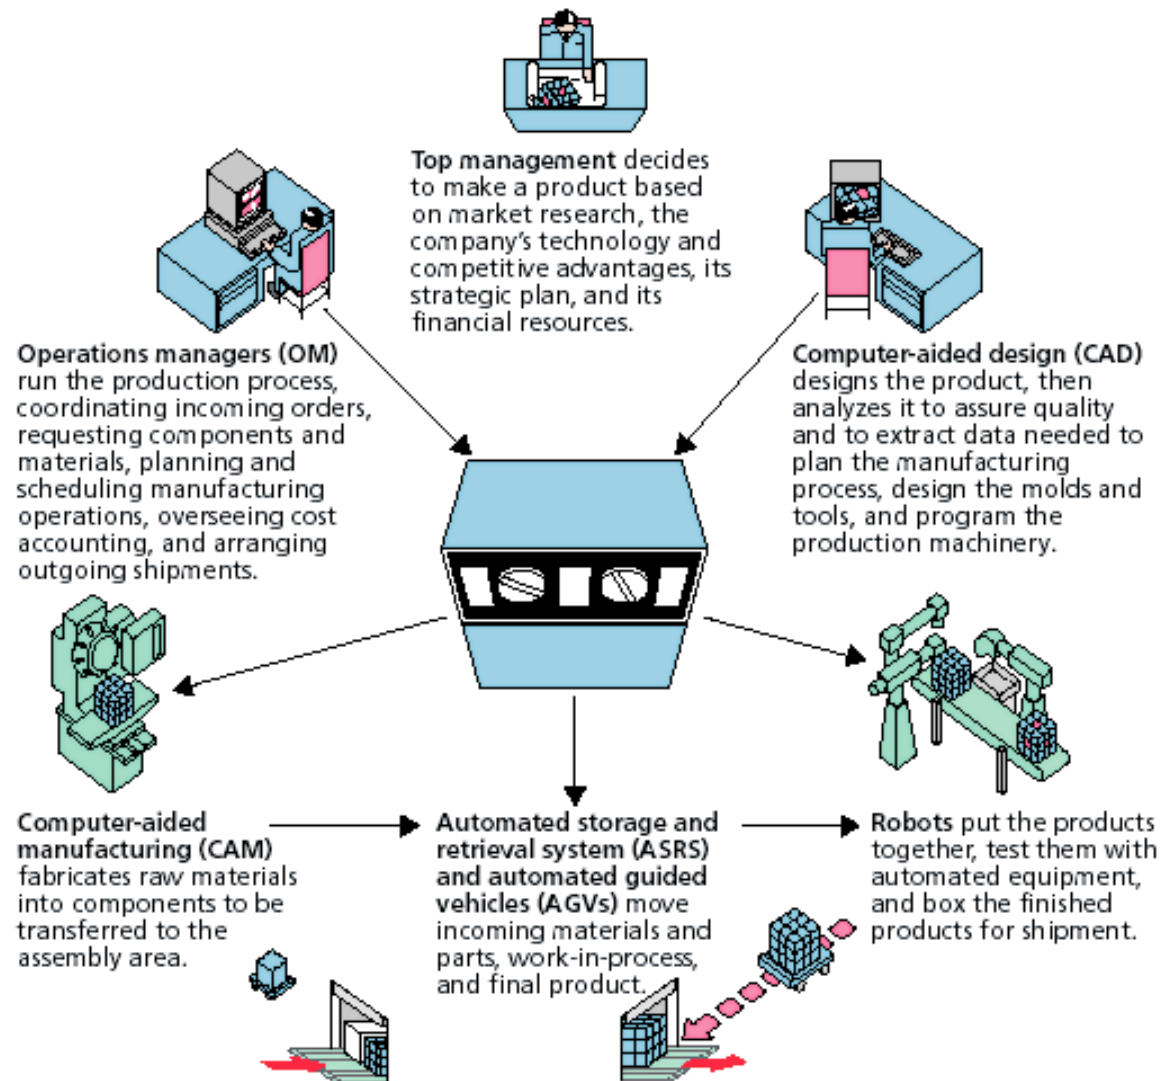 Top management decides
to make a product based
on market research, the
company's technology and
competitive advantages, its
strategic plan, and its
financial resources.
Operations managers (OM)
run the production process,
coordinating incoming orders,
requesting components and
materials, planning and
scheduling manufacturing
operations, overseeing cost
accounting, and arranging
outgoing shipments.
Computer-aided design (CAD)
designs the product, then
analyzes it to assure quality
and to extract data needed to
plan the manufacturing
process, design the molds and
tools, and program the
production machinery.
Computer-aided
manufacturing (CAM)
fabricates raw materials
into components to be
transferred to the
assembly area.
Automated storage and
retrieval system (ASRS)
and automated guided
vehicles (AGVs) move
incoming materials and
parts, work-in-process,
and final product.
Robots put the products
together, test them with
automated equipment,
and box the finished
products for shipment.